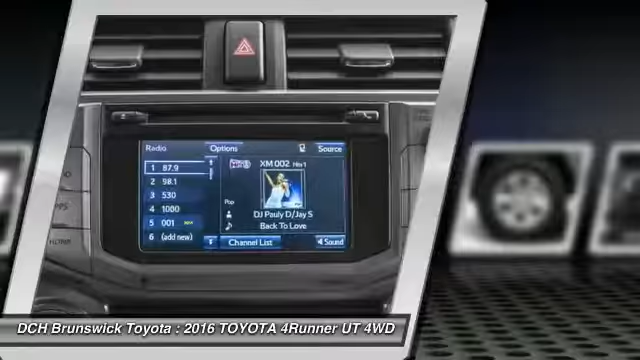 Radio
Options
Source
1 87.9
XM 002 Hits1
2 98.1
3 530
Pop
4 1000
DJ Pauly D/Jay S
5 001
Back To Love
6 (add new)
Channel List
Sound
DCH Brunswick Toyota : 2016 TOYOTA 4Runner UT 4WD